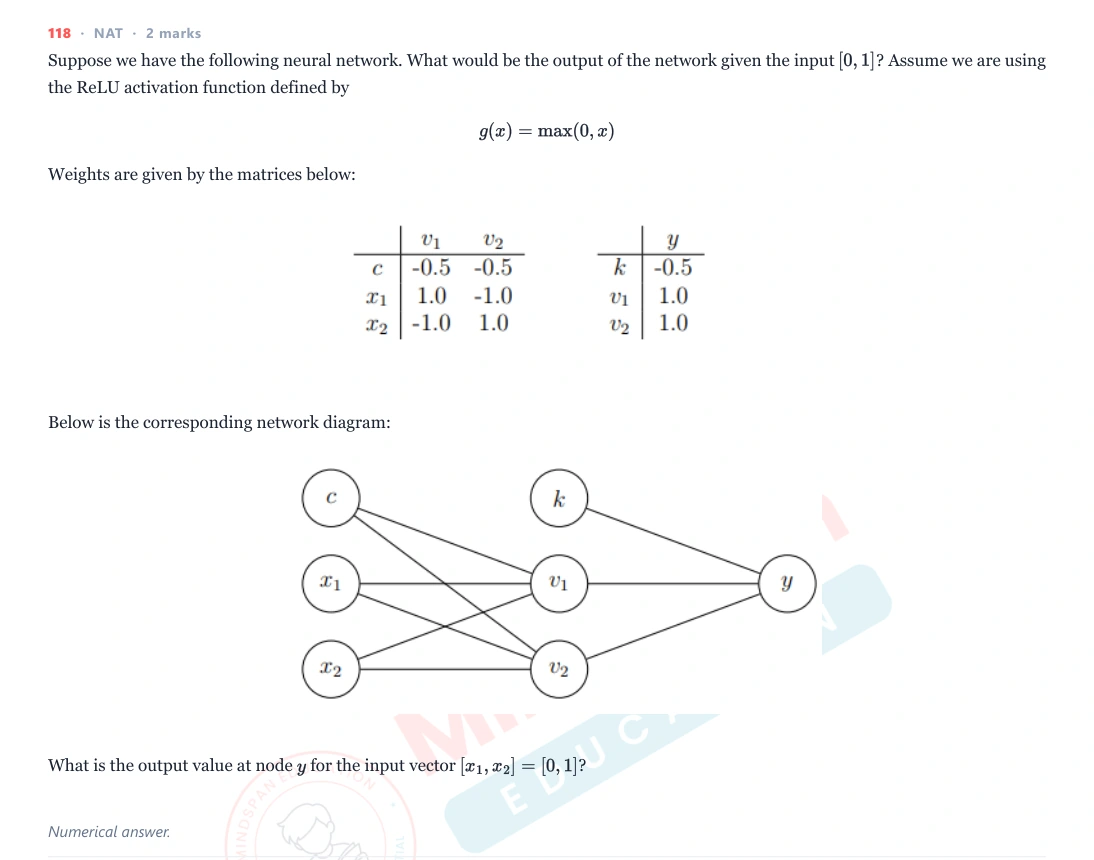 118 · NAT · 2 marks
Suppose we have the following neural network. What would be the output of the network given the input [0, 1]? Assume we are using
the ReLU activation function defined by
g(x) = max(0, x)
Weights are given by the matrices below:
v₁ v₂
c -0.5 -0.5
x₁ 1.0 -1.0
x₂ -1.0 1.0
y
k -0.5
v₁ 1.0
v₂ 1.0
Below is the corresponding network diagram:
c k
x₁ v₁ y
x₂ v₂
What is the output value at node y for the input vector [x₁, x₂] = [0, 1]?
EDUCA
MINDSPAN
Numerical answer.